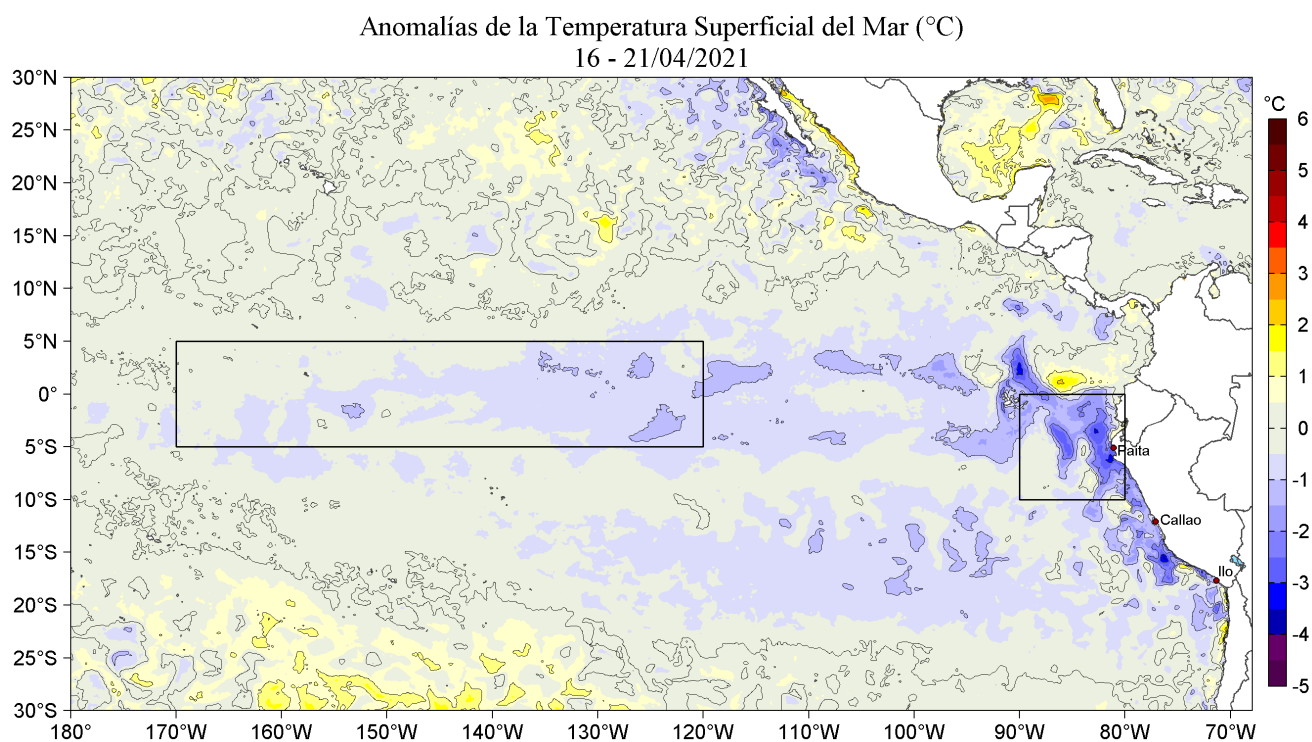 Anomalías de la Temperatura Superficial del Mar (°C)
16 - 21/04/2021
30°N
25°N
20°N
15°N
10°N
5°N
0°
5°S
10°S
15°S
20°S
25°S
30°S
180°
170°W
160°W
150°W
140°W
130°W
120°W
110°W
100°W
90°W
80°W
70°W
Paita
Callao
Ilo
°C
6
5
4
3
2
1
0
-1
-2
-3
-4
-5